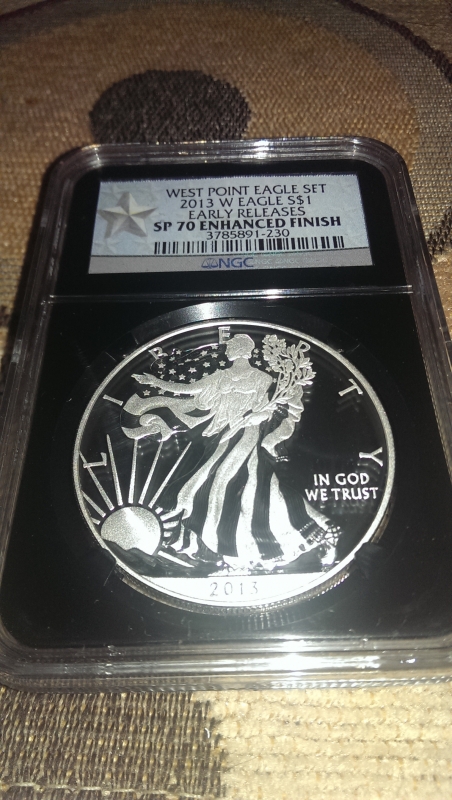 WEST POINT EAGLE SET
2013 W EAGLE S$1
EARLY RELEASES
SP 70 ENHANCED FINISH
3785891-230
NGC
LIBERTY
IN GOD
WE TRUST
2013